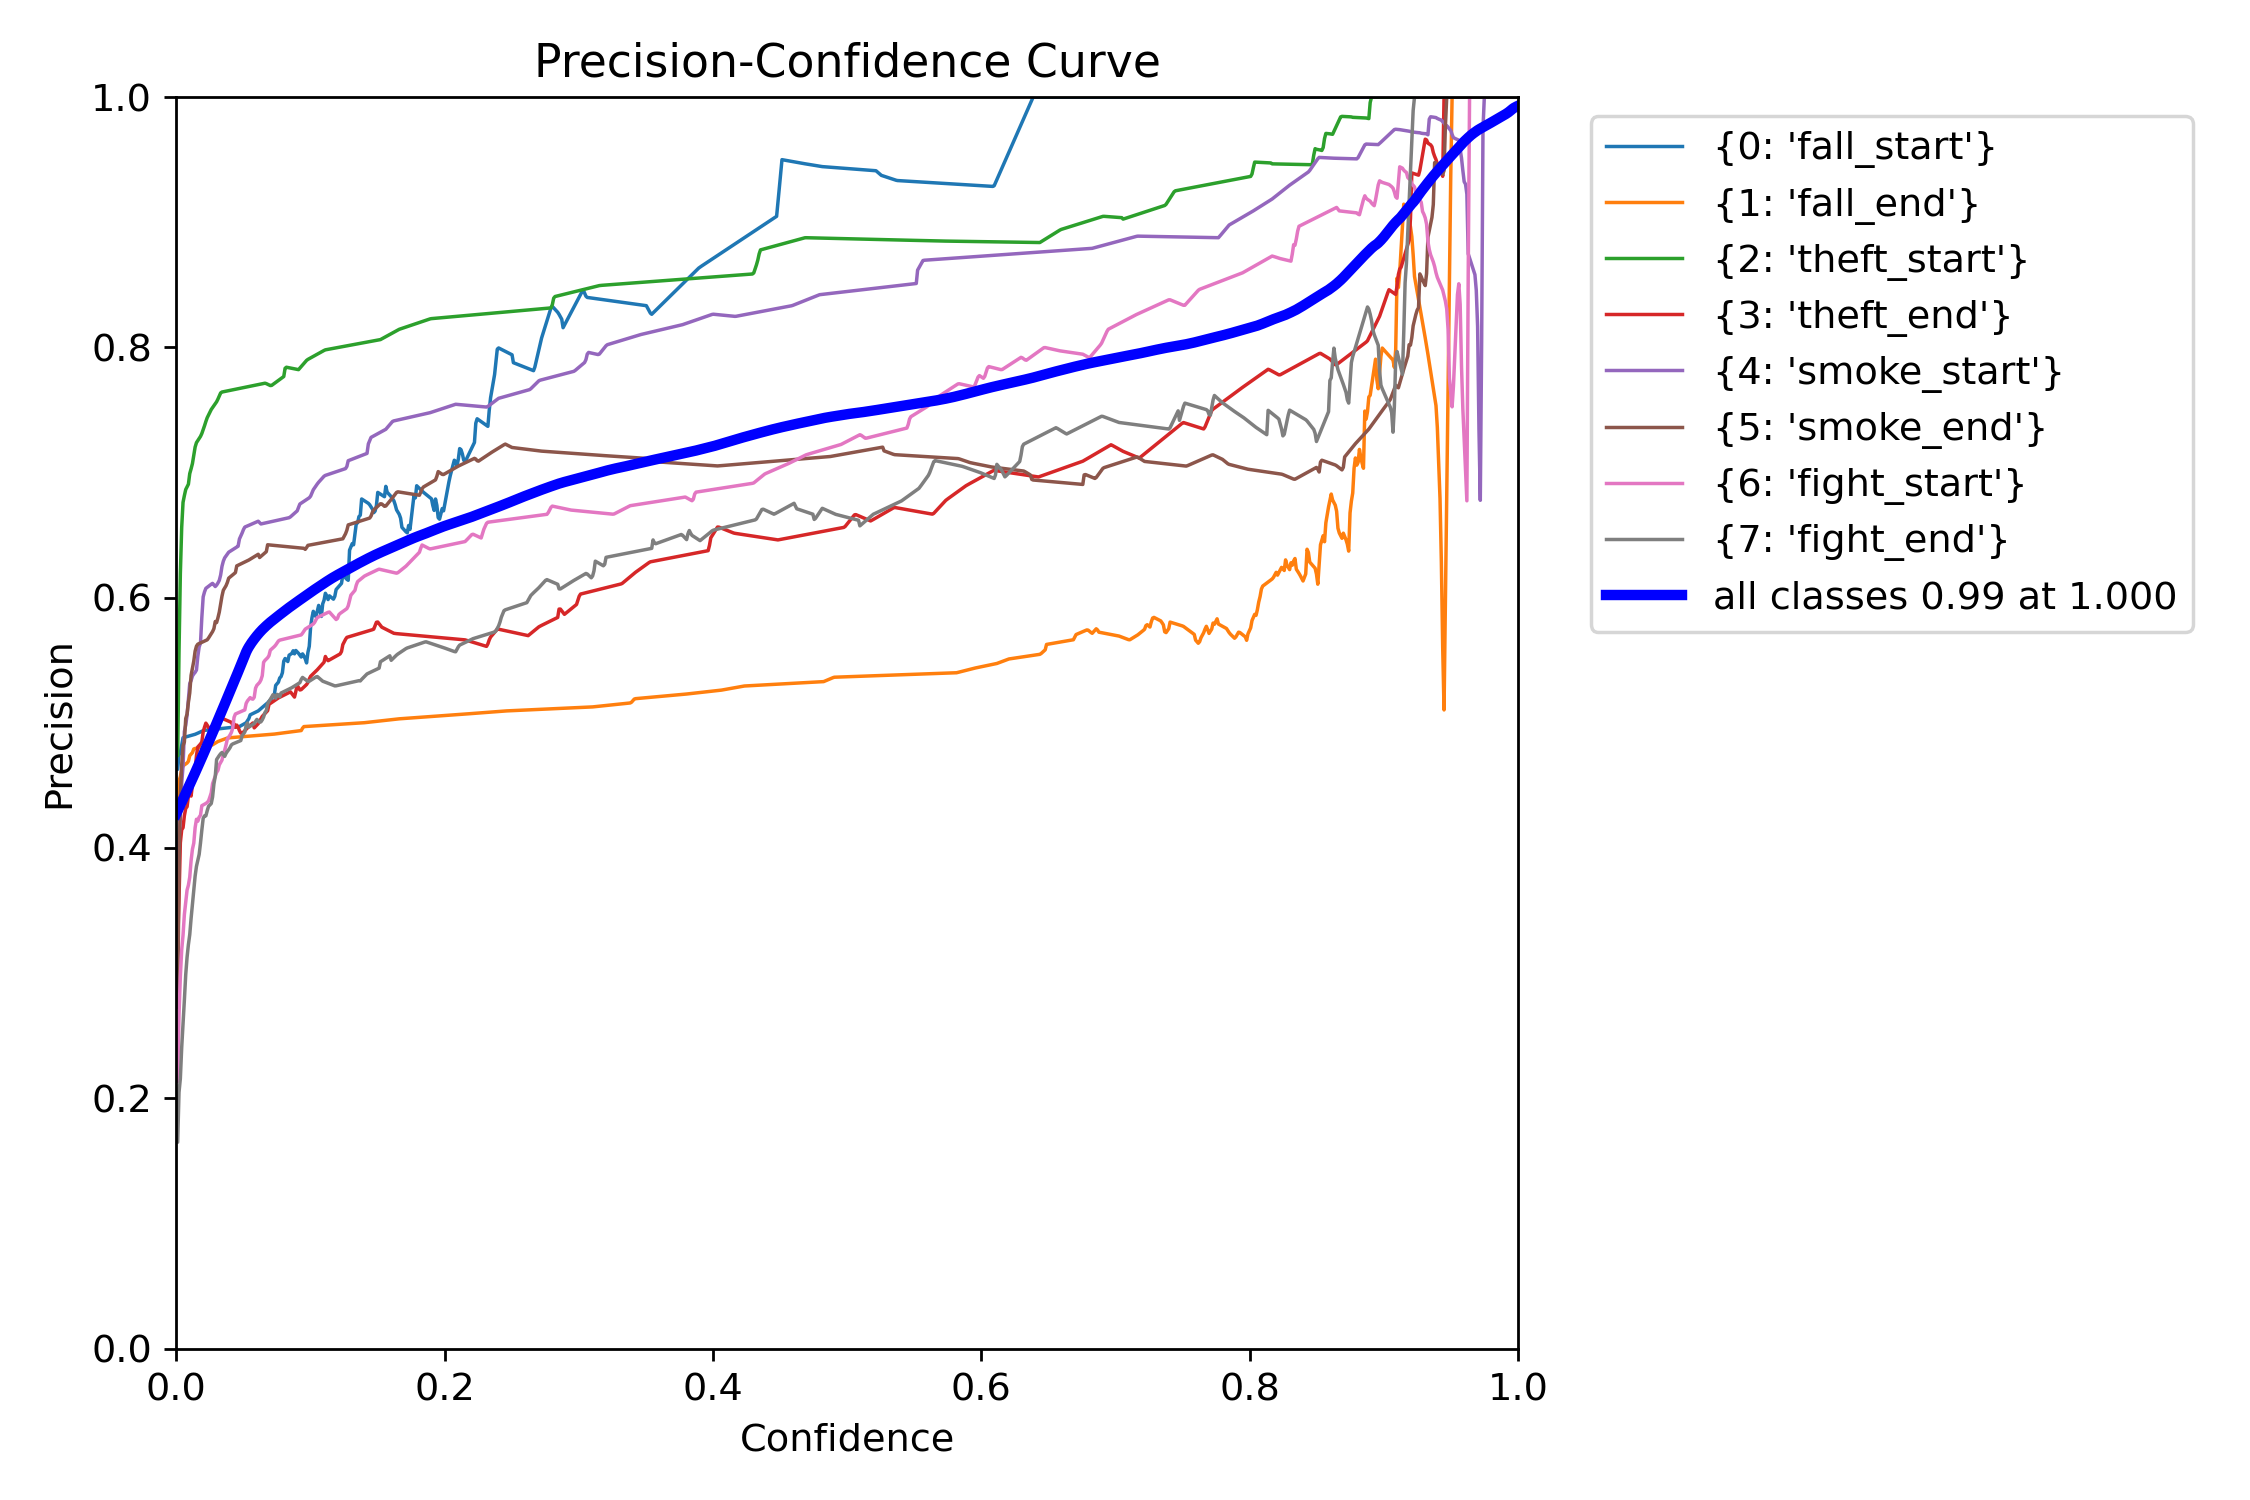 Precision-Confidence Curve
1.0
0.8
0.6
0.4
0.2
0.0
Precision
0.0 0.2 0.4 0.6 0.8 1.0
Confidence
{0: 'fall_start'}
{1: 'fall_end'}
{2: 'theft_start'}
{3: 'theft_end'}
{4: 'smoke_start'}
{5: 'smoke_end'}
{6: 'fight_start'}
{7: 'fight_end'}
all classes 0.99 at 1.000